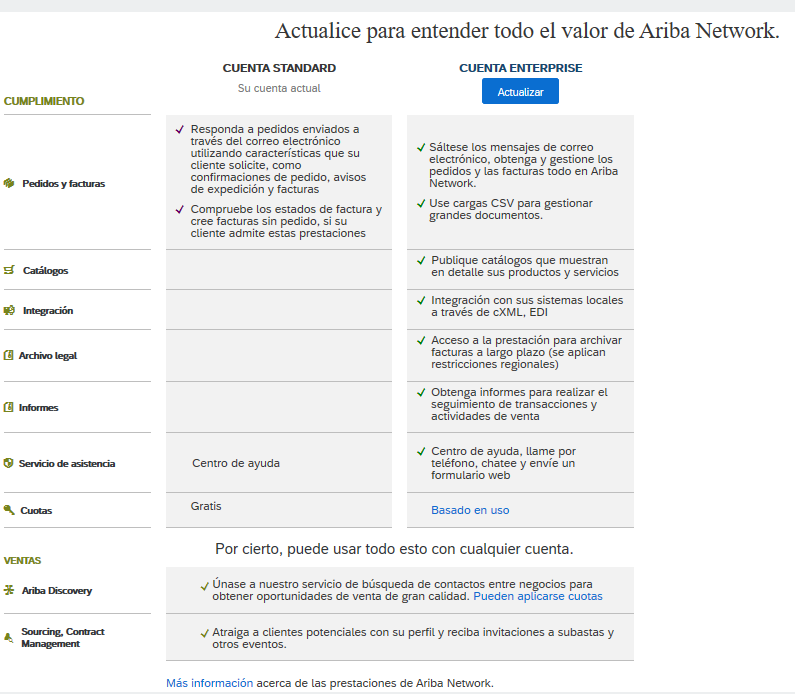 Actualice para entender todo el valor de Ariba Network.
CUENTA STANDARD
CUENTA ENTERPRISE
Su cuenta actual
Actualizar
CUMPLIMIENTO
Pedidos y facturas
Responda a pedidos enviados a
través del correo electrónico
utilizando características que su
cliente solicite, como
confirmaciones de pedido, avisos
de expedición y facturas
Compruebe los estados de factura y
cree facturas sin pedido, si su
cliente admite estas prestaciones
Sáltese los mensajes de correo
electrónico, obtenga y gestione los
pedidos y las facturas todo en Ariba
Network.
Use cargas CSV para gestionar
grandes documentos.
Catálogos
Publique catálogos que muestran
en detalle sus productos y servicios
Integración
Integración con sus sistemas locales
a través de cXML, EDI
Archivo legal
Acceso a la prestación para archivar
facturas a largo plazo (se aplican
restricciones regionales)
Informes
Obtenga informes para realizar el
seguimiento de transacciones y
actividades de venta
Servicio de asistencia
Centro de ayuda
Centro de ayuda, llame por
teléfono, chatee y envíe un
formulario web
Cuotas
Gratis
Basado en uso
Por cierto, puede usar todo esto con cualquier cuenta.
VENTAS
Ariba Discovery
Únase a nuestro servicio de búsqueda de contactos entre negocios para
obtener oportunidades de venta de gran calidad. Pueden aplicarse cuotas
Sourcing, Contract
Management
Atraiga a clientes potenciales con su perfil y reciba invitaciones a subastas y
otros eventos.
Más información acerca de las prestaciones de Ariba Network.